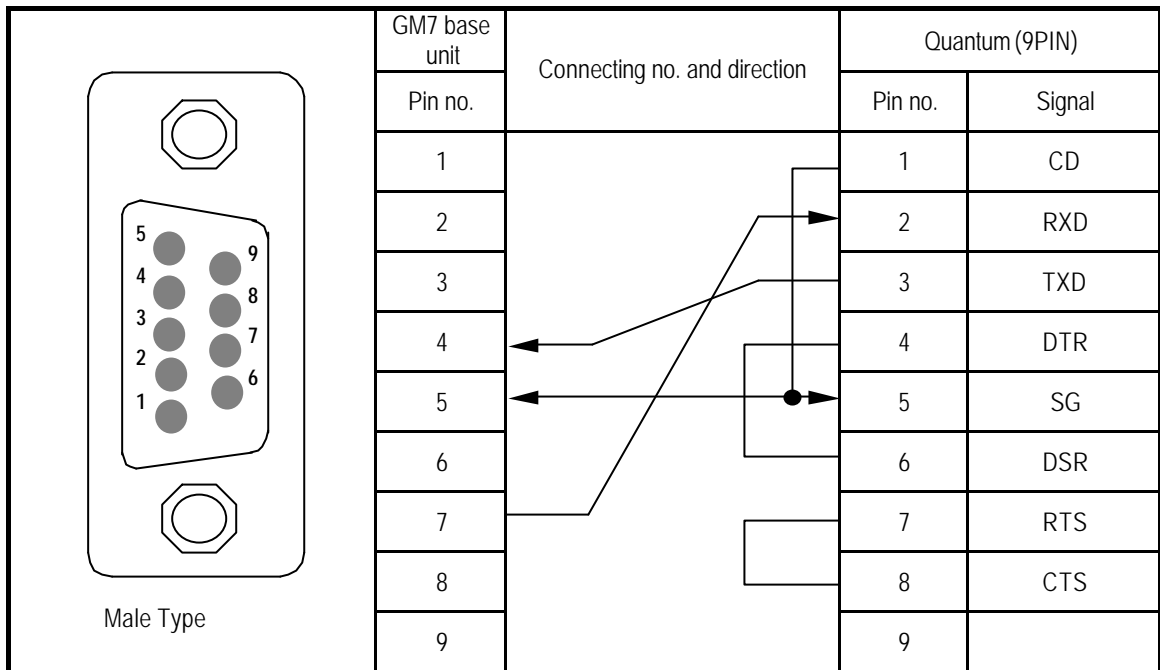 GM7 base
unit
Connecting no. and direction
Quantum (9PIN)
Pin no.
Pin no.
Signal
1
1
CD
2
2
RXD
3
3
TXD
4
4
DTR
5
5
SG
6
6
DSR
7
7
RTS
8
8
CTS
9
9
5
9
4
8
3
7
2
6
1
Male Type